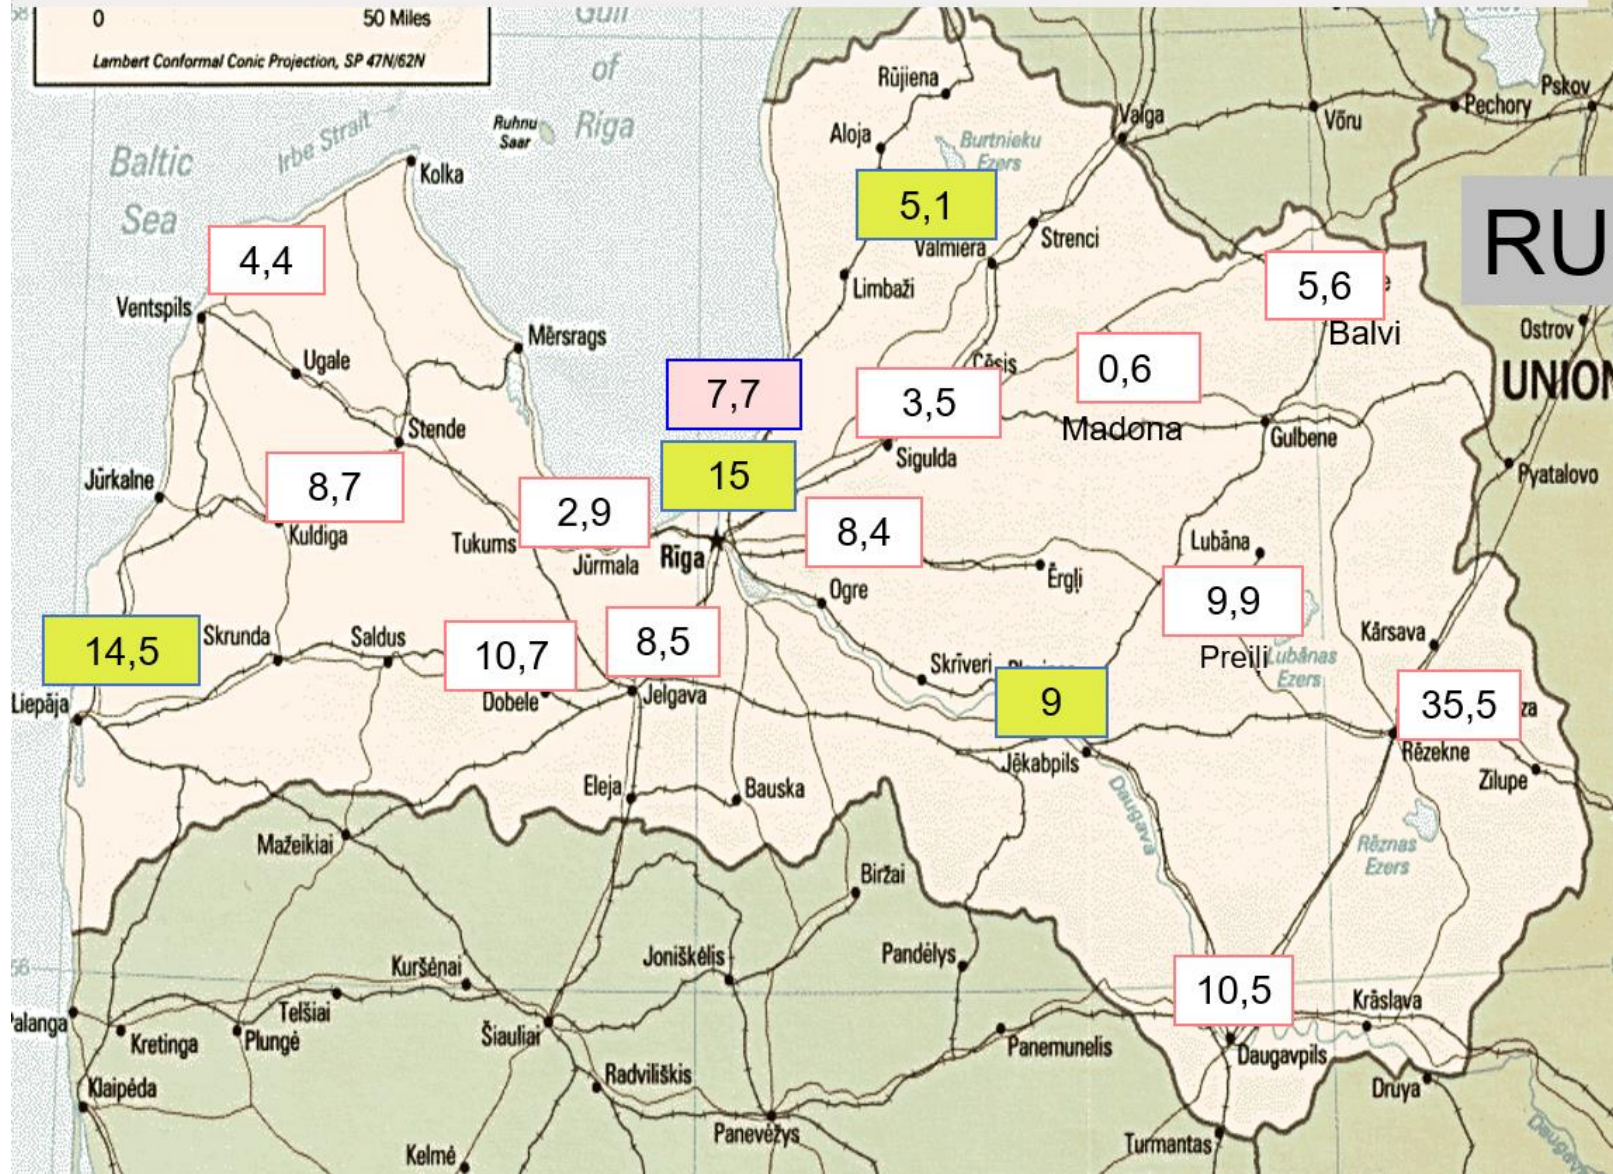 0
50 Miles
Lambert Conformal Conic Projection, SP 47N/62N
Gulf
of
Riga
Irbe Strait
Ruhnu
Saar
Baltic
Sea
Kolka
Rūjiena
Aloja
Burtnieku
Ezers
Valga
Võru
Pechory
Pskov
5,1
RU
Valmiera
Strenci
4,4
Limbaži
5,6
Ventspils
Balvi
Ostrov
Mērsrags
Ugale
Cēsis
0,6
UNION
7,7
3,5
Stende
Madona
Gulbene
Sigulda
15
Jūrkalne
8,7
Pyatalovo
2,9
8,4
Kuldiga
Tukums
Jūrmala
Rīga
Lubāna
Ērgļi
Ogre
9,9
14,5
Skrunda
Saldus
10,7
8,5
Kārsava
Preili
Lubānas
Ezers
Skrīveri
Liepāja
Dobele
Jelgava
9
35,5
za
Jēkabpils
Rēzekne
Zilupe
Eleja
Bauska
Daugava
Mažeikiai
Rēznas
Ezers
Biržai
Kuršėnai
Joniškėlis
Pandėlys
10,5
Krāslava
Palanga
Kretinga
Plungė
Telšiai
Šiauliai
Panemunelis
Daugavpils
Klaipėda
Radviliškis
Druya
Panevėžys
Turmantas
Kelmė
Daugava